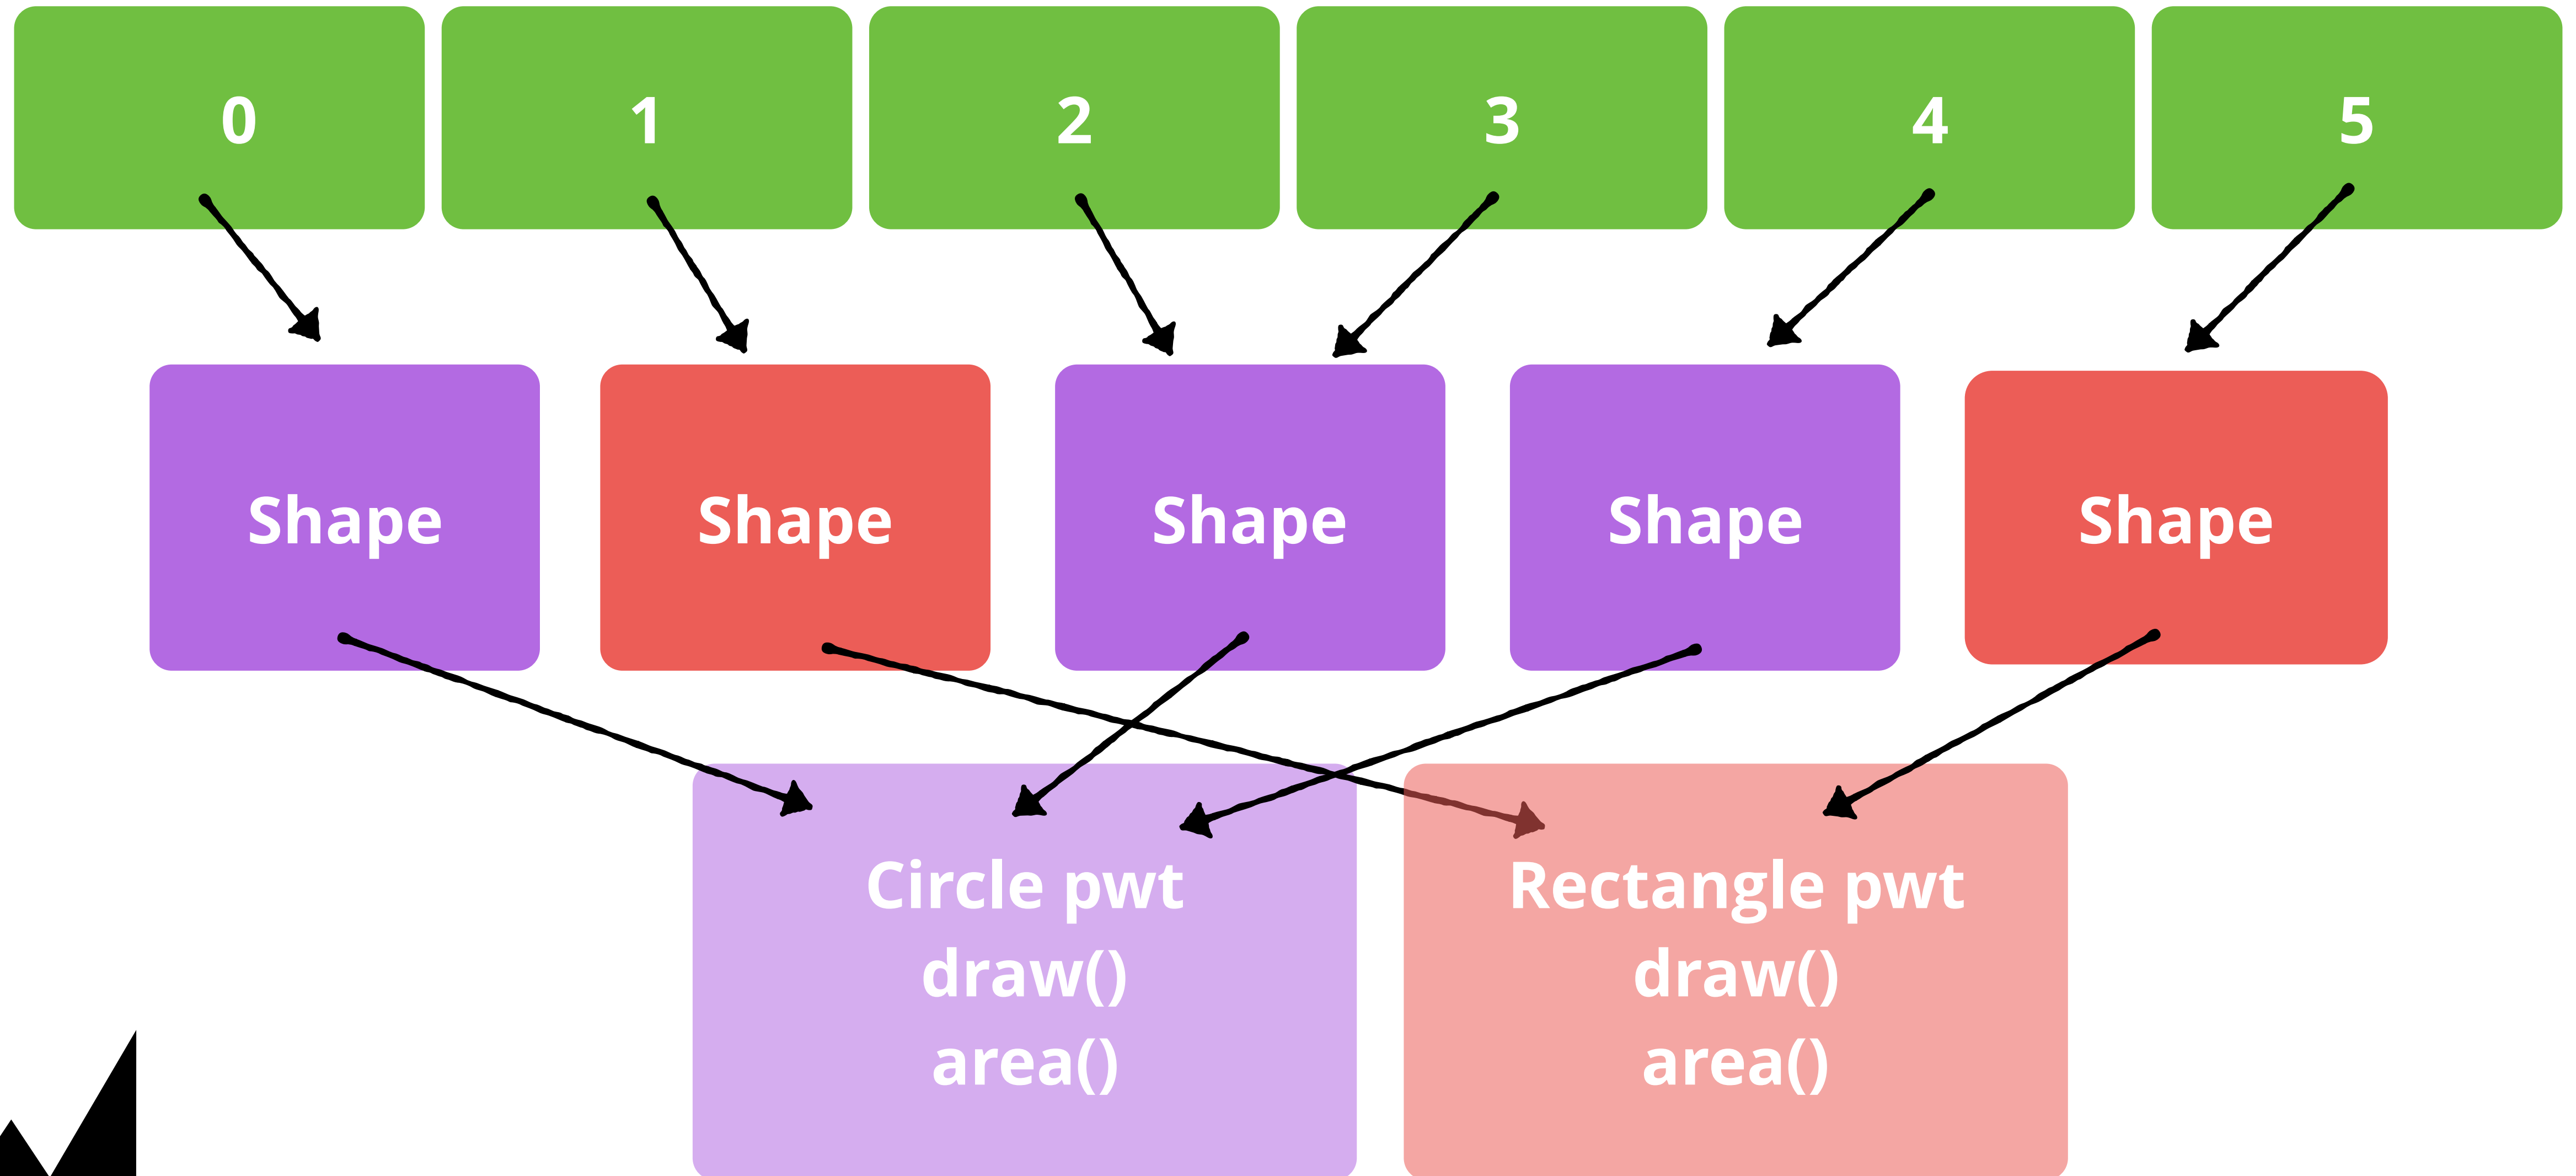 0 1 2 3 4 5
Shape Shape Shape Shape Shape
Circle pwt
draw()
area()
Rectangle pwt
draw()
area()